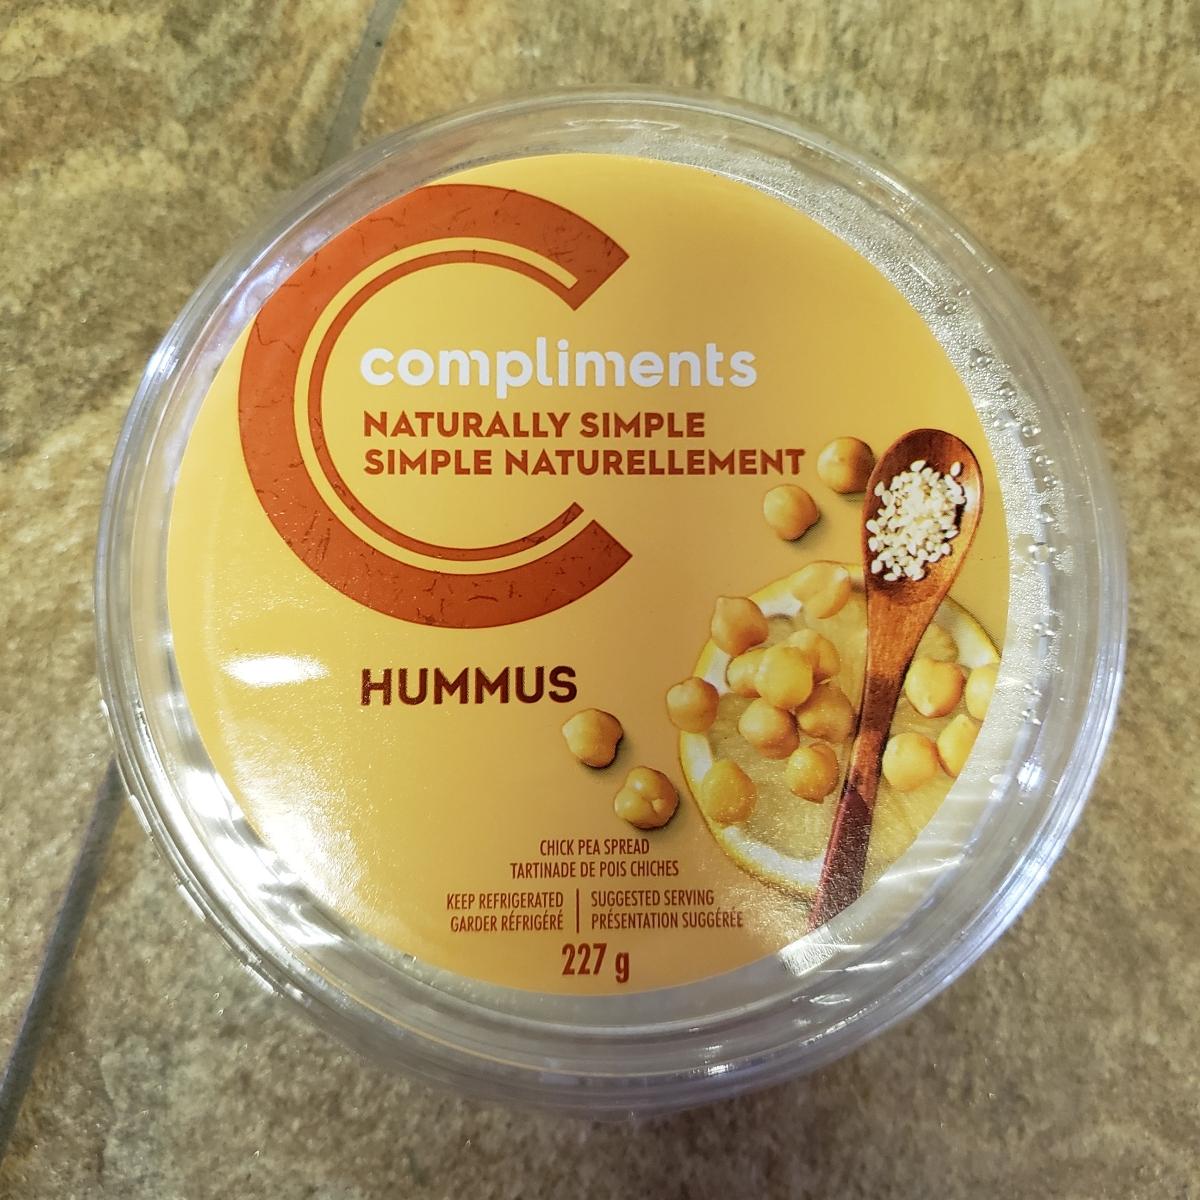 compliments
NATURALLY SIMPLE
SIMPLE NATURELLEMENT
HUMMUS
CHICK PEA SPREAD
TARTINADE DE POIS CHICHES
KEEP REFRIGERATED
GARDER RÉFRIGÉRÉ
SUGGESTED SERVING
PRÉSENTATION SUGGÉRÉE
227 g